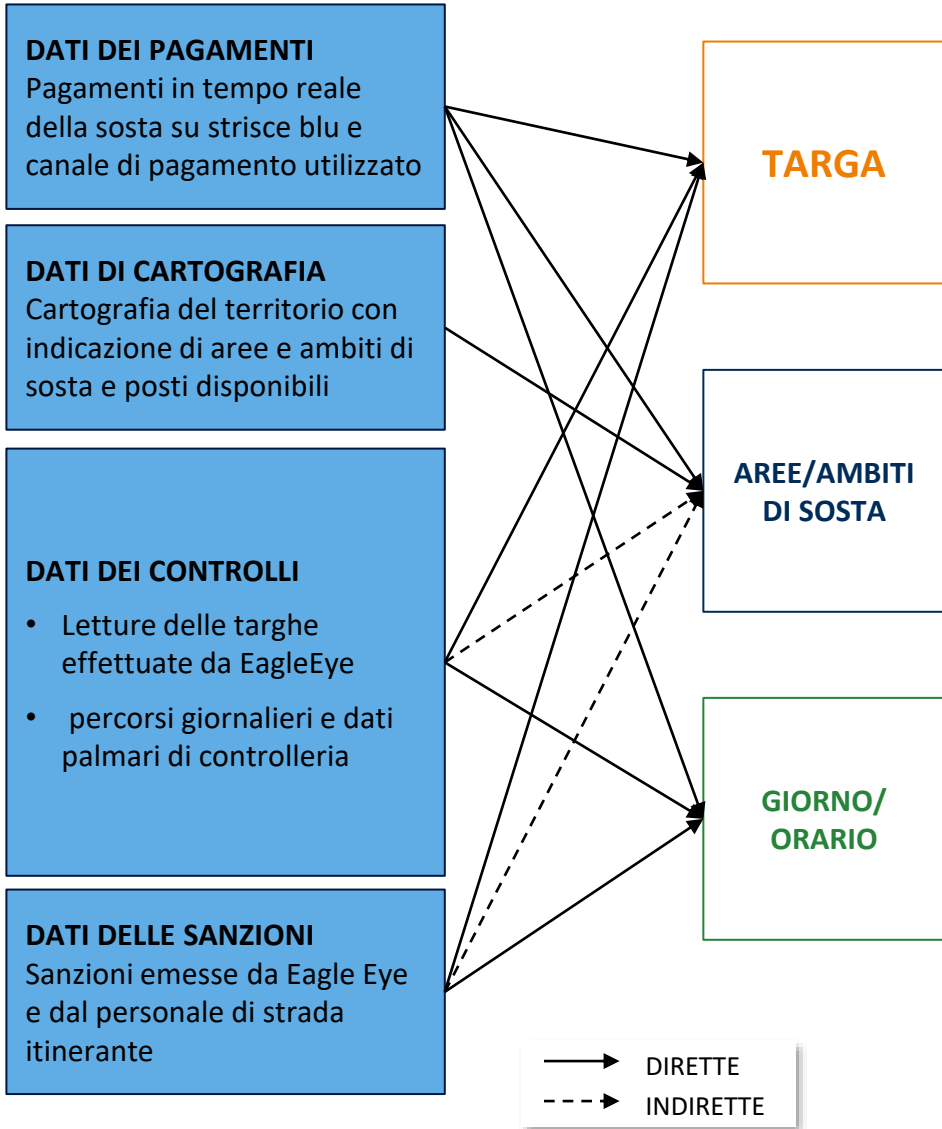 DATI DEI PAGAMENTI
Pagamenti in tempo reale
della sosta su strisce blu e
canale di pagamento utilizzato
DATI DI CARTOGRAFIA
Cartografia del territorio con
indicazione di aree e ambiti di
sosta e posti disponibili
DATI DEI CONTROLLI
• Letture delle targhe
effettuate da EagleEye
• percorsi giornalieri e dati
palmari di controlleria
DATI DELLE SANZIONI
Sanzioni emesse da Eagle Eye
e dal personale di strada
itinerante
TARGA
AREE/AMBITI
DI SOSTA
GIORNO/
ORARIO
DIRETTE
INDIRETTE